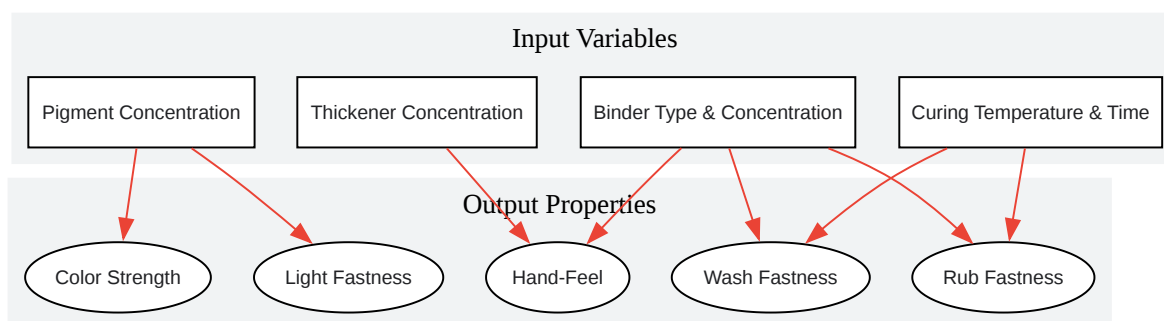 Input Variables
Pigment Concentration
Thickener Concentration
Binder Type & Concentration
Curing Temperature & Time
Output Properties
Color Strength
Light Fastness
Hand-Feel
Wash Fastness
Rub Fastness